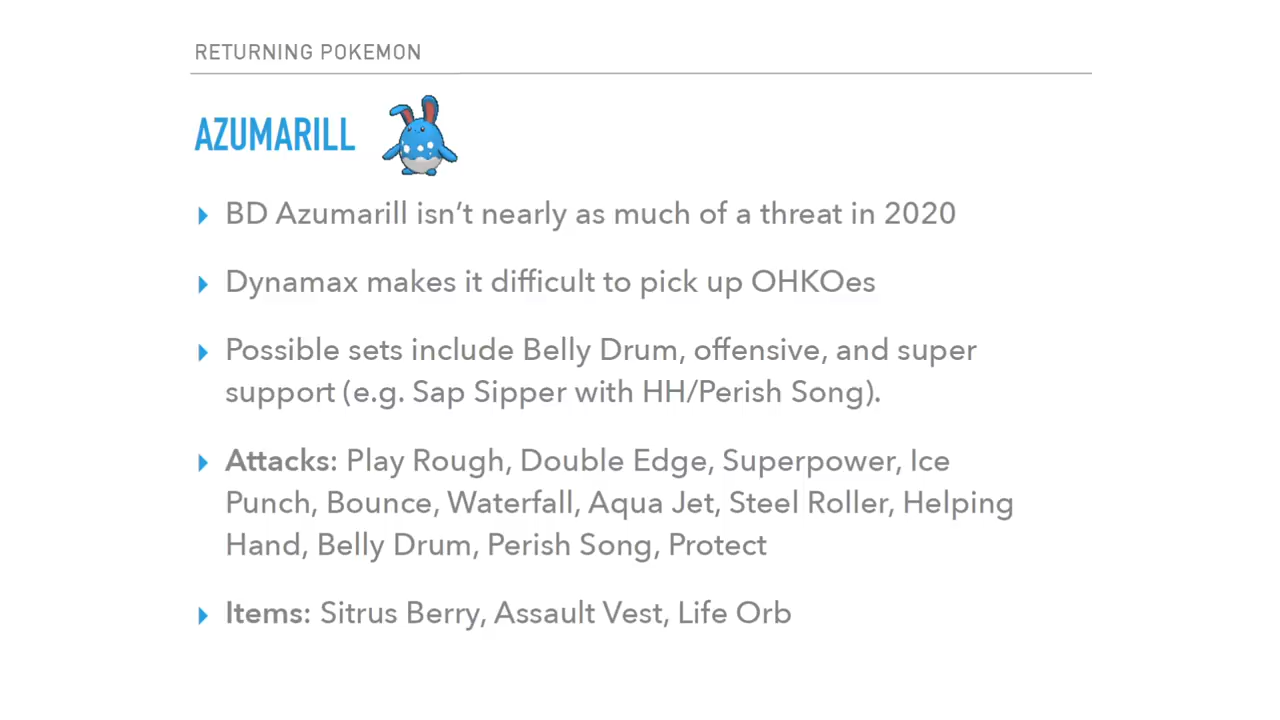 RETURNING POKEMON
AZUMARILL
BD Azumarill isn’t nearly as much of a threat in 2020
Dynamax makes it difficult to pick up OHKOes
Possible sets include Belly Drum, offensive, and super
support (e.g. Sap Sipper with HH/Perish Song).
Attacks: Play Rough, Double Edge, Superpower, Ice
Punch, Bounce, Waterfall, Aqua Jet, Steel Roller, Helping
Hand, Belly Drum, Perish Song, Protect
Items: Sitrus Berry, Assault Vest, Life Orb